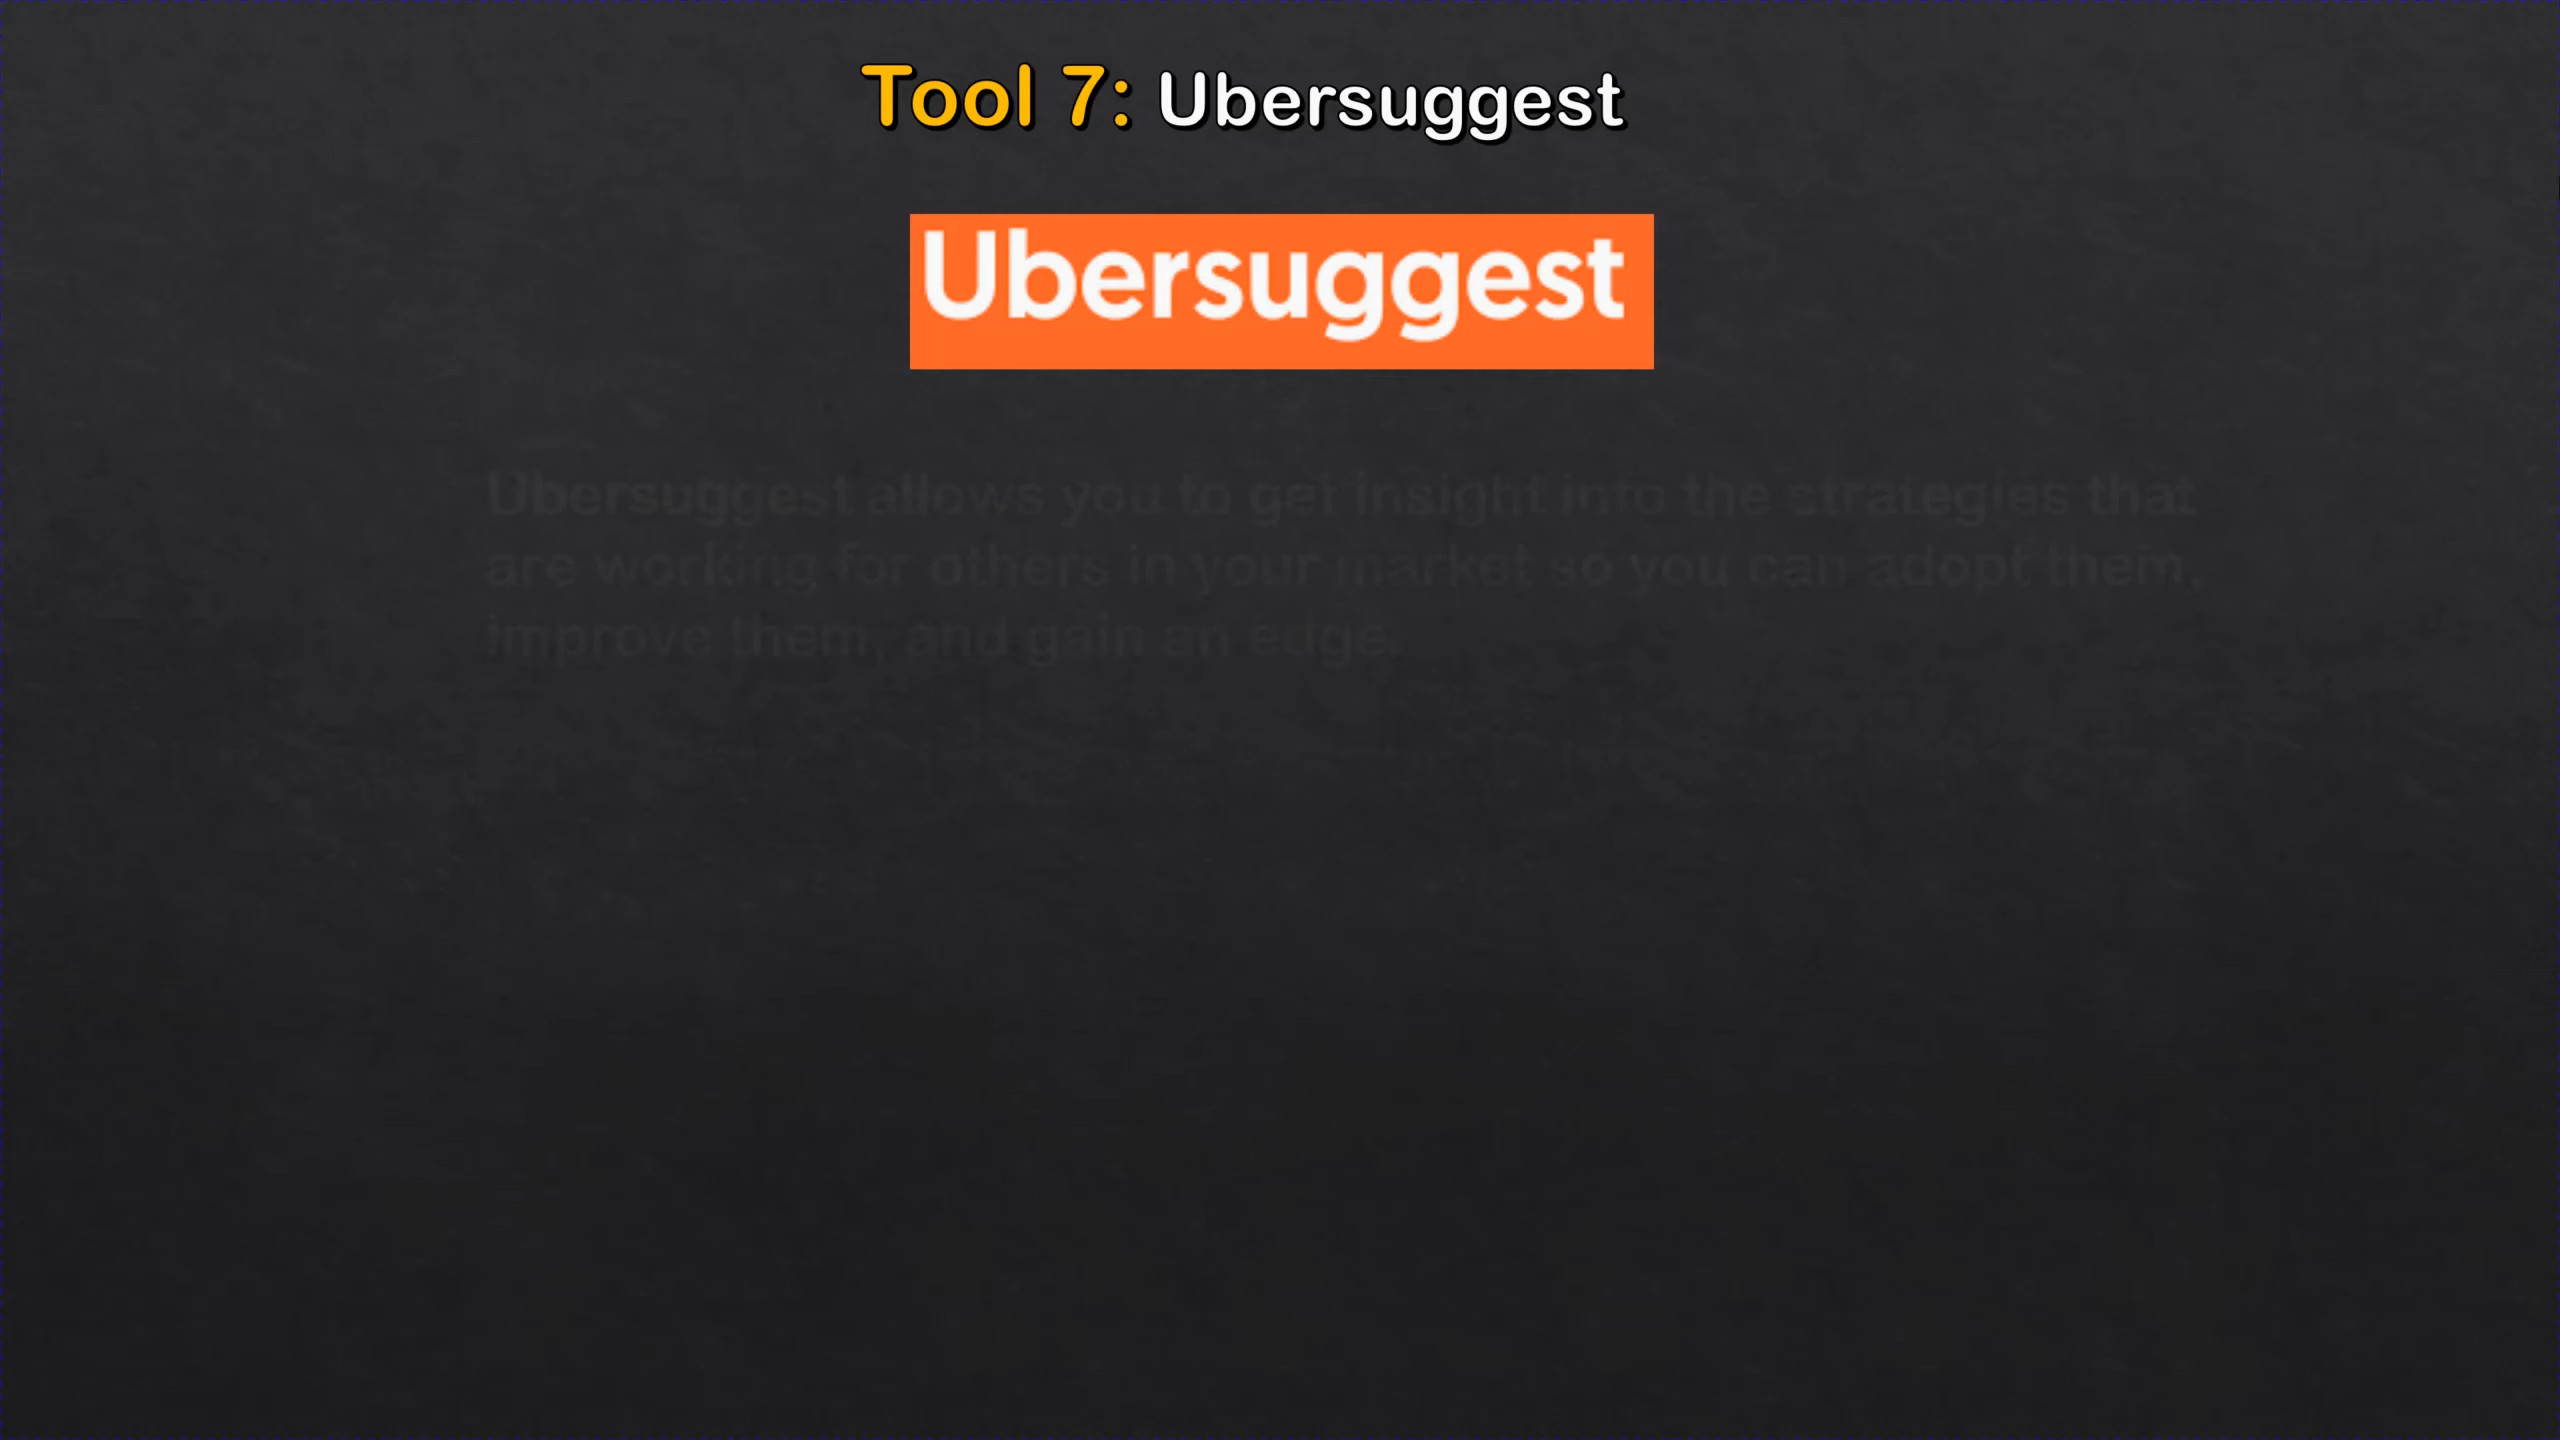 Tool 7: Ubersuggest
Ubersuggest
Ubersuggest allows you to get insight into the strategies that
are working for others in your market so you can adopt them,
improve them, and gain an edge.